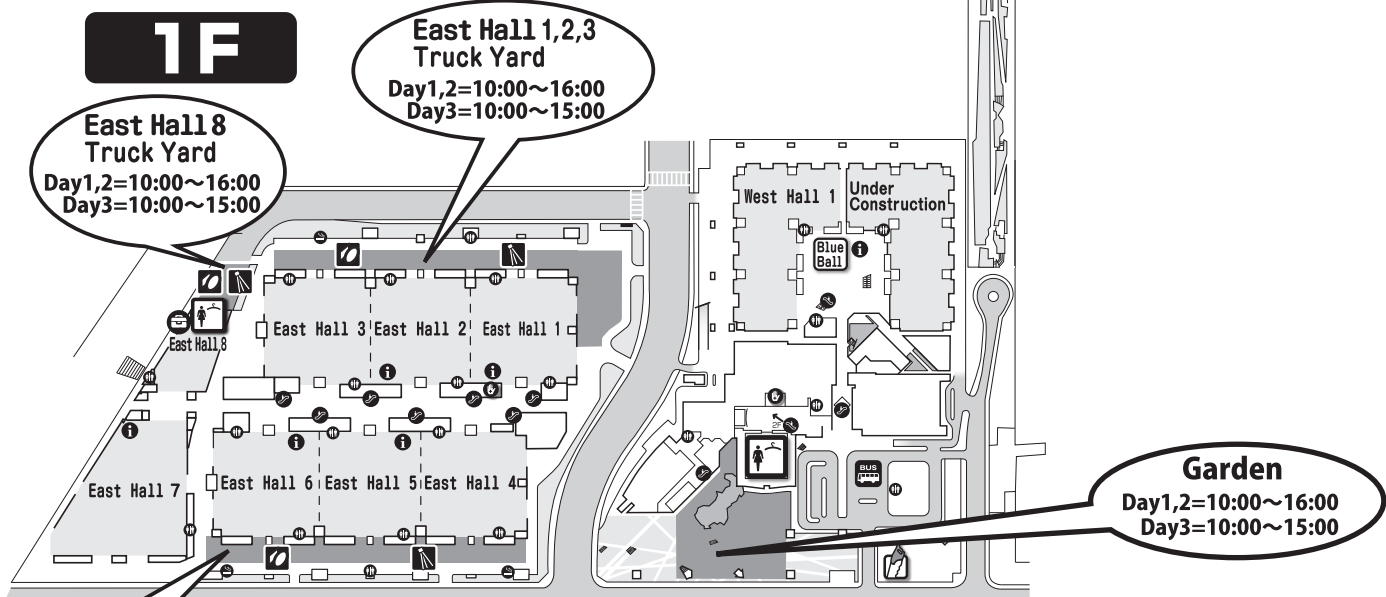 1F
East Hall 1,2,3
Truck Yard
Day1,2=10:00～16:00
Day3=10:00～15:00
East Hall 8
Truck Yard
Day1,2=10:00～16:00
Day3=10:00～15:00
West Hall 1
Under
Construction
Blue
Ball
East Hall 3
East Hall 2
East Hall 1
East Hall 8
2F
East Hall 7
East Hall 6
East Hall 5
East Hall 4
BUS
Garden
Day1,2=10:00～16:00
Day3=10:00～15:00